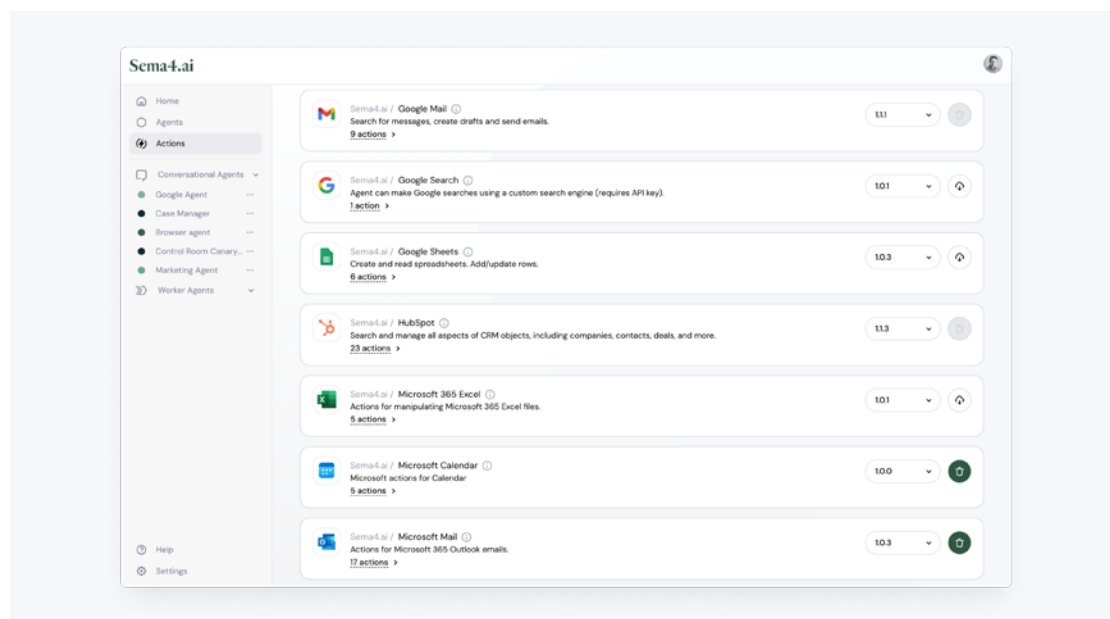 Sema4.ai
Home
Agents
Actions
Conversational Agents
Google Agent
Case Manager
Browser agent
Control Room Canary...
Marketing Agent
Worker Agents
Help
Settings
Sema4.ai / Google Mail
Search for messages, create drafts and send emails.
9 actions >
1.1.1
Sema4.ai / Google Search
Agent can make Google searches using a custom search engine (requires API key).
1 action >
1.0.1
Sema4.ai / Google Sheets
Create and read spreadsheets. Add/update rows.
6 actions >
1.0.3
Sema4.ai / HubSpot
Search and manage all aspects of CRM objects, including companies, contacts, deals, and more.
23 actions >
1.1.3
Sema4.ai / Microsoft 365 Excel
Actions for manipulating Microsoft 365 Excel files.
5 actions >
1.0.1
Sema4.ai / Microsoft Calendar
Microsoft actions for Calendar
5 actions >
1.0.0
Sema4.ai / Microsoft Mail
Actions for Microsoft 365 Outlook emails.
17 actions >
1.0.3